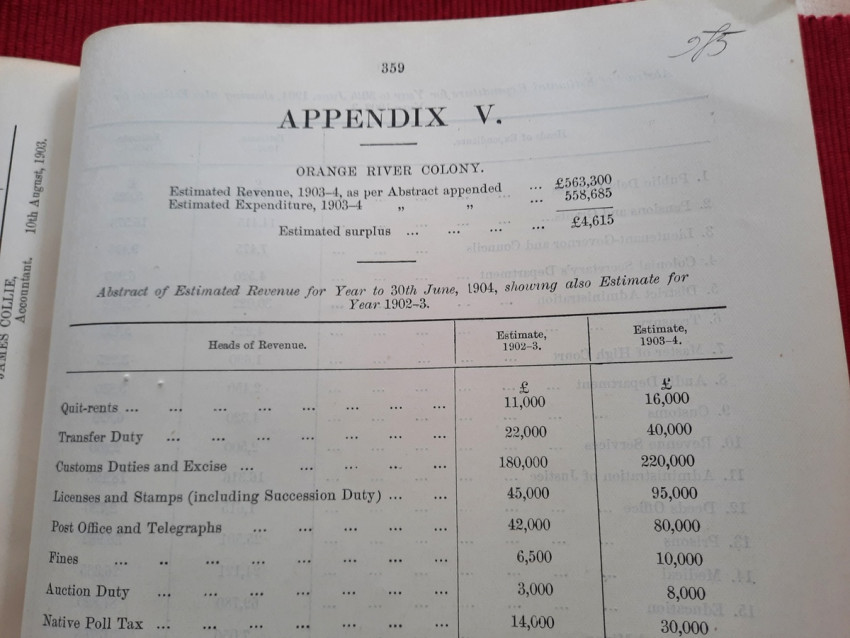 285
359
APPENDIX V.
ORANGE RIVER COLONY.
Estimated Revenue, 1903-4, as per Abstract appended ... £563,300
Estimated Expenditure, 1903-4 „ „ ... 558,685
Estimated surplus ... ... ... ... £4,615
Abstract of Estimated Revenue for Year to 30th June, 1904, showing also Estimate for
Year 1902-3.
Heads of Revenue. Estimate, 1902-3. Estimate, 1903-4.
£ £
Quit-rents ... ... ... ... ... ... ... ... 11,000 16,000
Transfer Duty ... ... ... ... ... ... ... 22,000 40,000
Customs Duties and Excise ... ... ... ... ... 180,000 220,000
Licenses and Stamps (including Succession Duty) ... ... 45,000 95,000
Post Office and Telegraphs ... ... ... ... ... 42,000 80,000
Fines ... ... ... ... ... ... ... ... 6,500 10,000
Auction Duty ... ... ... ... ... ... ... 3,000 8,000
Native Poll Tax ... ... ... ... ... ... ... 14,000 30,000
JAMES COLLIE,
Accountant. 10th August, 1903.